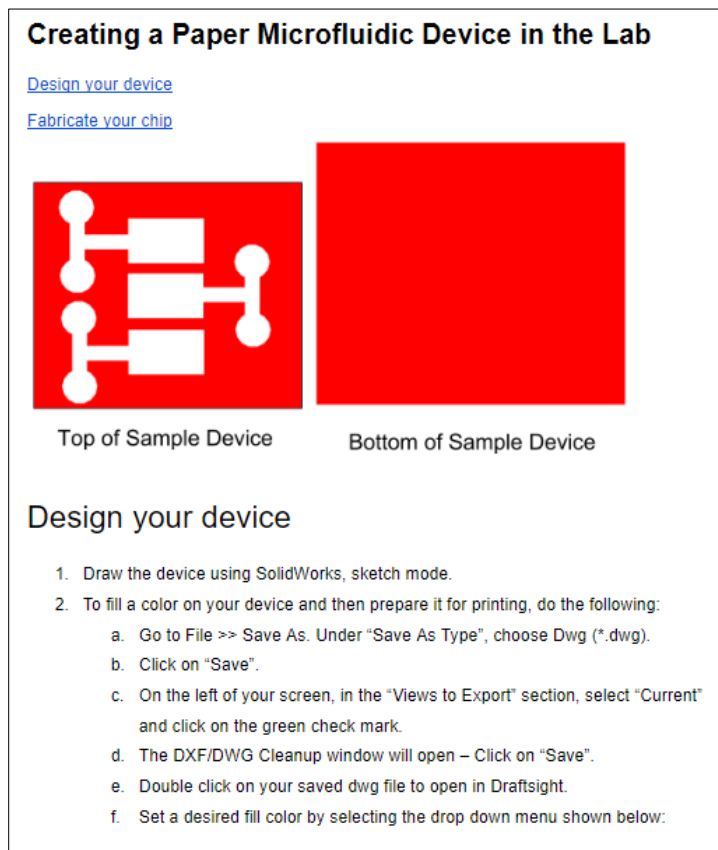 Creating a Paper Microfluidic Device in the Lab
Design your device
Fabricate your chip
Top of Sample Device
Bottom of Sample Device
Design your device
1. Draw the device using SolidWorks, sketch mode.
2. To fill a color on your device and then prepare it for printing, do the following:
a. Go to File >> Save As. Under “Save As Type”, choose Dwg (*.dwg).
b. Click on “Save”.
c. On the left of your screen, in the “Views to Export” section, select “Current”
and click on the green check mark.
d. The DXF/DWG Cleanup window will open – Click on “Save”.
e. Double click on your saved dwg file to open in Draftsight.
f. Set a desired fill color by selecting the drop down menu shown below: